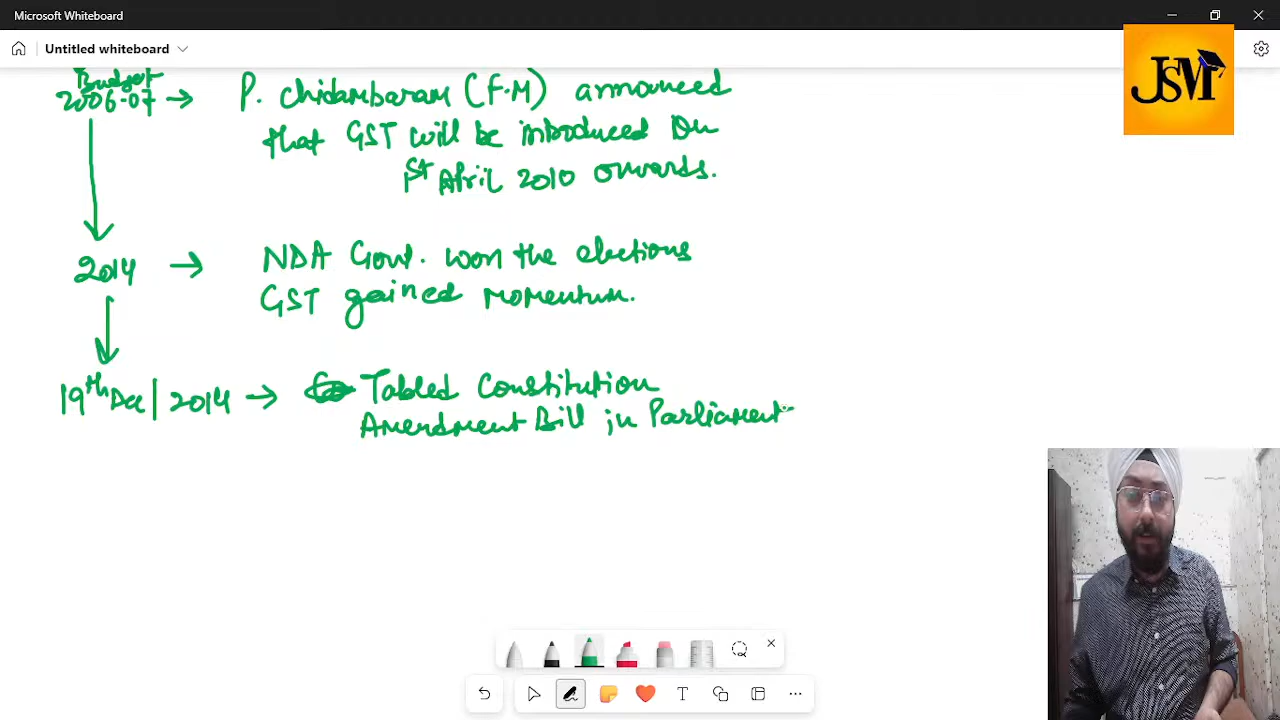 Microsoft Whiteboard
Untitled whiteboard
JSM
Budget
2006-07 → P. Chidambaram (F.M) announced
that GST will be introduced on
1st April 2010 onwards.
2014 → NDA Govt. won the elections
GST gained momentum.
19th Dec | 2014 → Tabled Constitution
Amendment Bill in Parliament
T